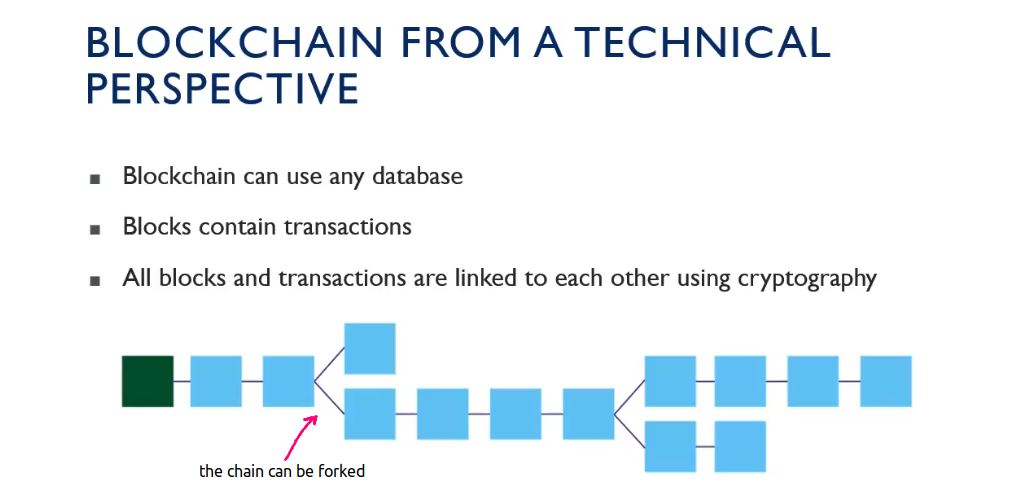 BLOCKCHAIN FROM A TECHNICAL
PERSPECTIVE
▪ Blockchain can use any database
▪ Blocks contain transactions
▪ All blocks and transactions are linked to each other using cryptography
the chain can be forked